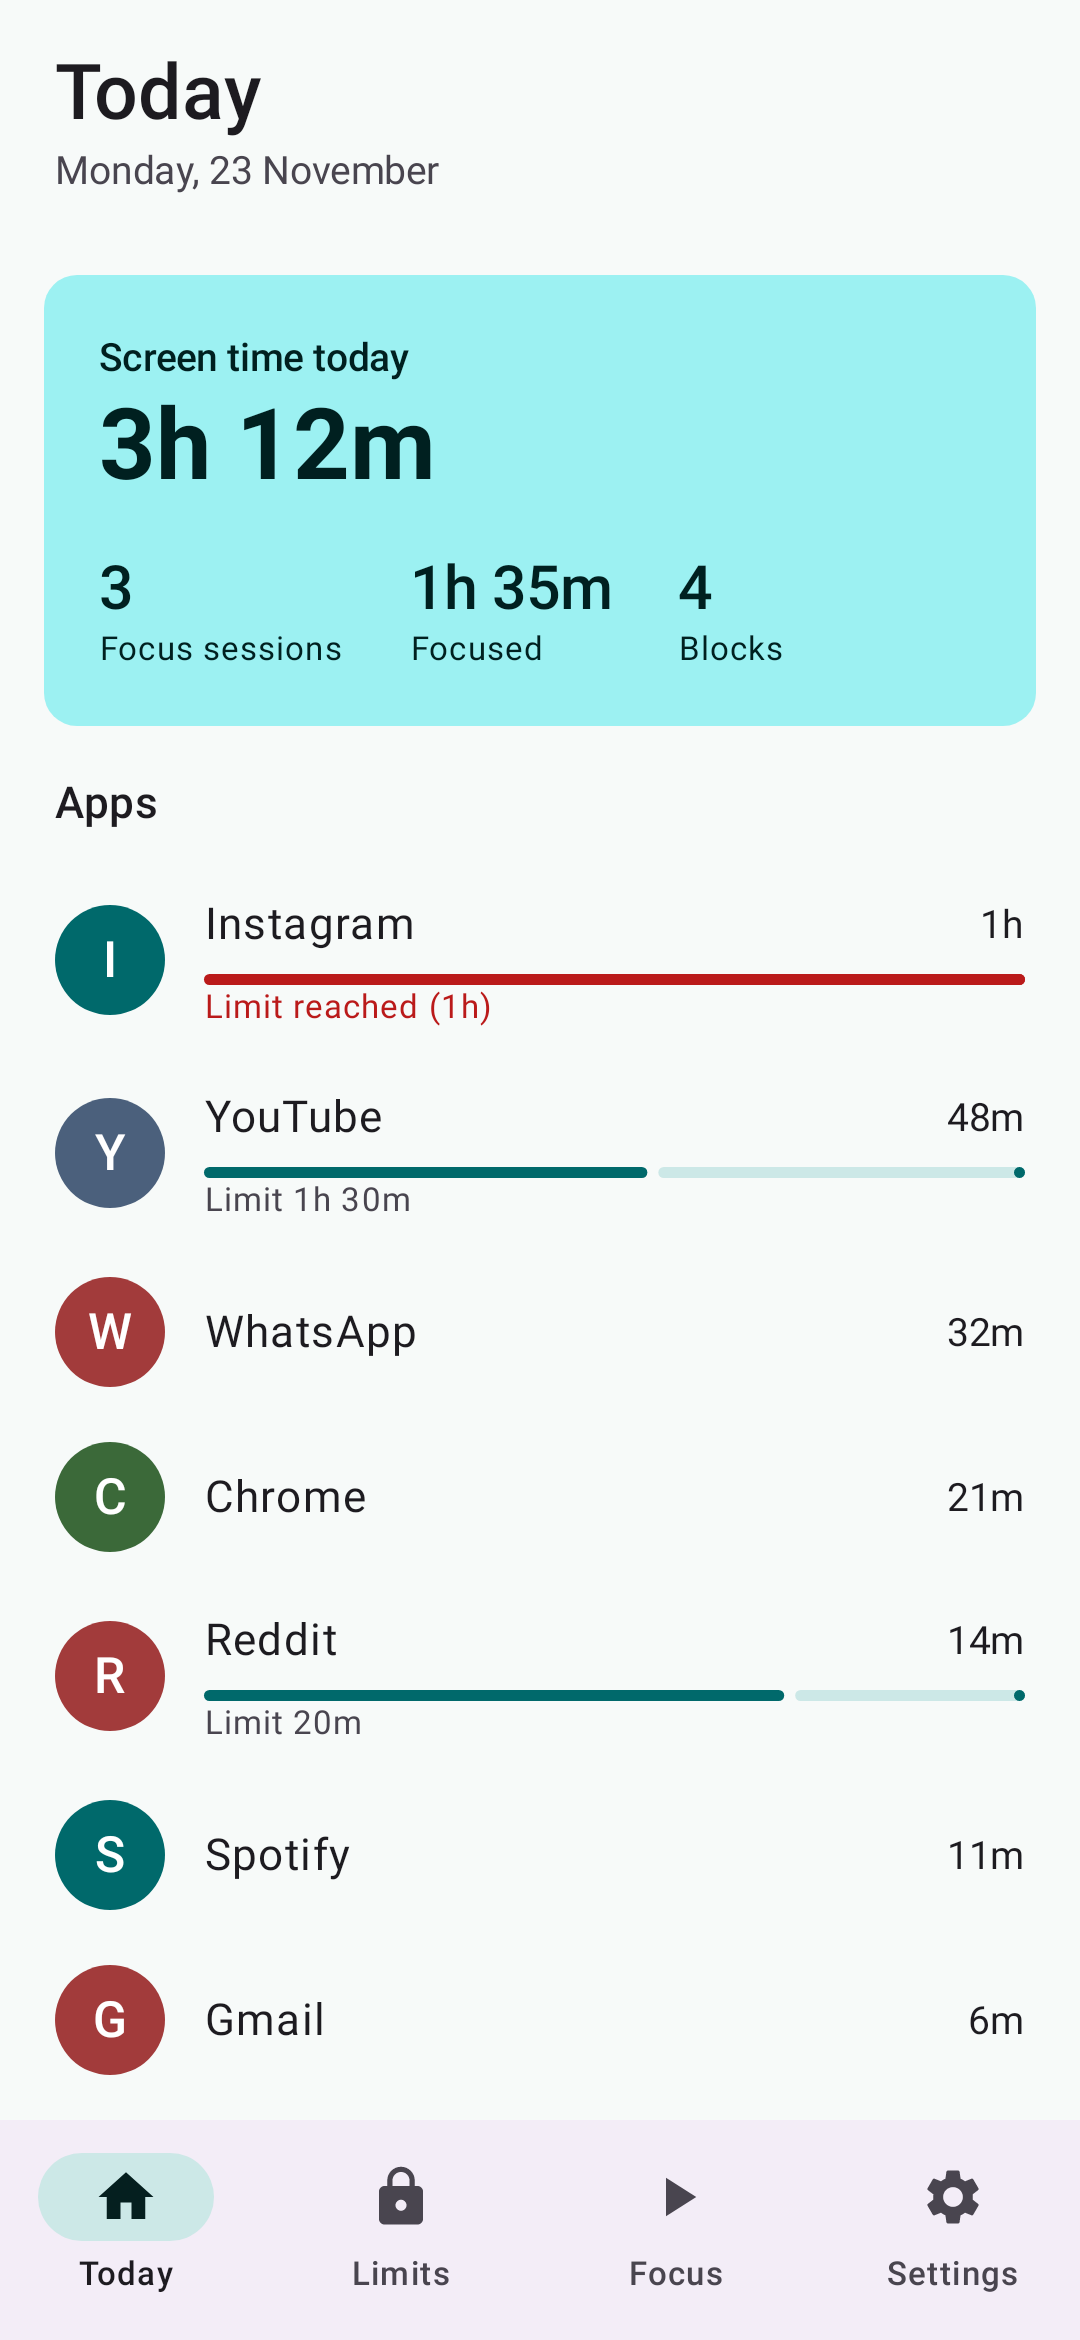 Today
Monday, 23 November
Screen time today
3h 12m
3 1h 35m 4
Focus sessions Focused Blocks
Apps
I Instagram 1h
Limit reached (1h)
Y YouTube 48m
Limit 1h 30m
W WhatsApp 32m
C Chrome 21m
R Reddit 14m
Limit 20m
S Spotify 11m
G Gmail 6m
Today Limits Focus Settings